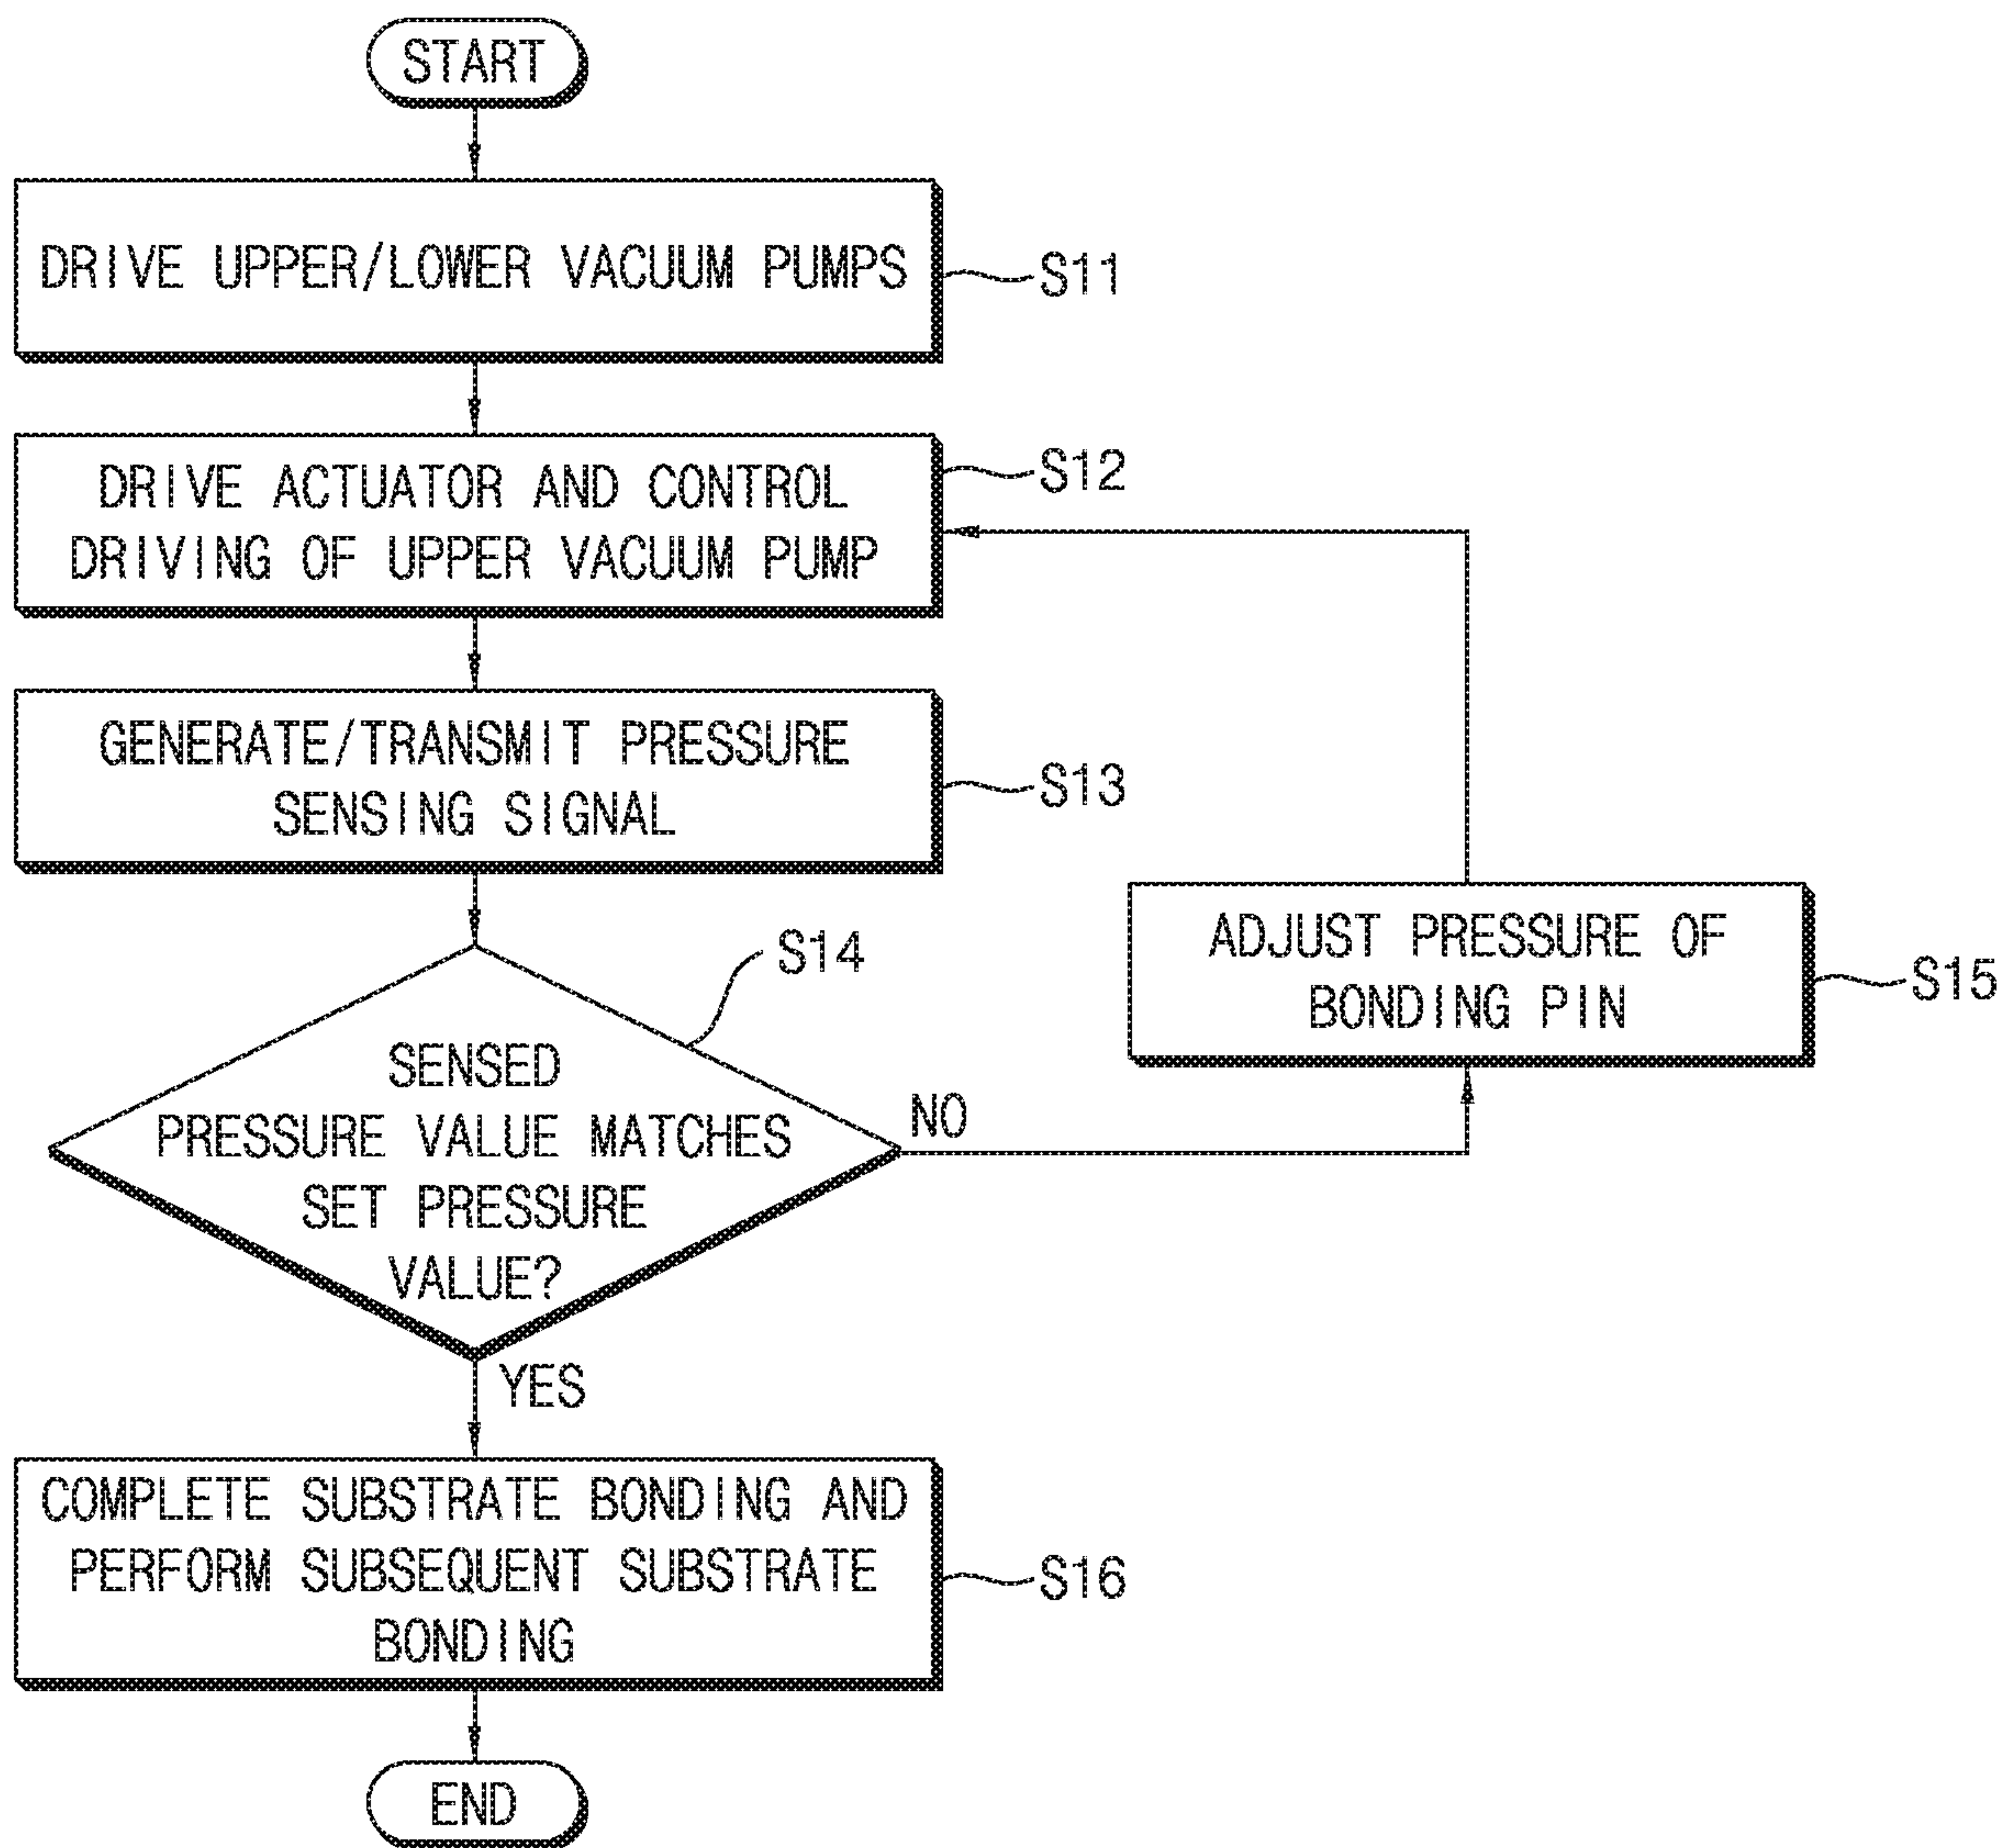 START
DRIVE UPPER/LOWER VACUUM PUMPS
S11
DRIVE ACTUATOR AND CONTROL
DRIVING OF UPPER VACUUM PUMP
S12
GENERATE/TRANSMIT PRESSURE
SENSING SIGNAL
S13
S14
SENSED
PRESSURE VALUE MATCHES
SET PRESSURE
VALUE?
NO
ADJUST PRESSURE OF
BONDING PIN
S15
YES
COMPLETE SUBSTRATE BONDING AND
PERFORM SUBSEQUENT SUBSTRATE
BONDING
S16
END